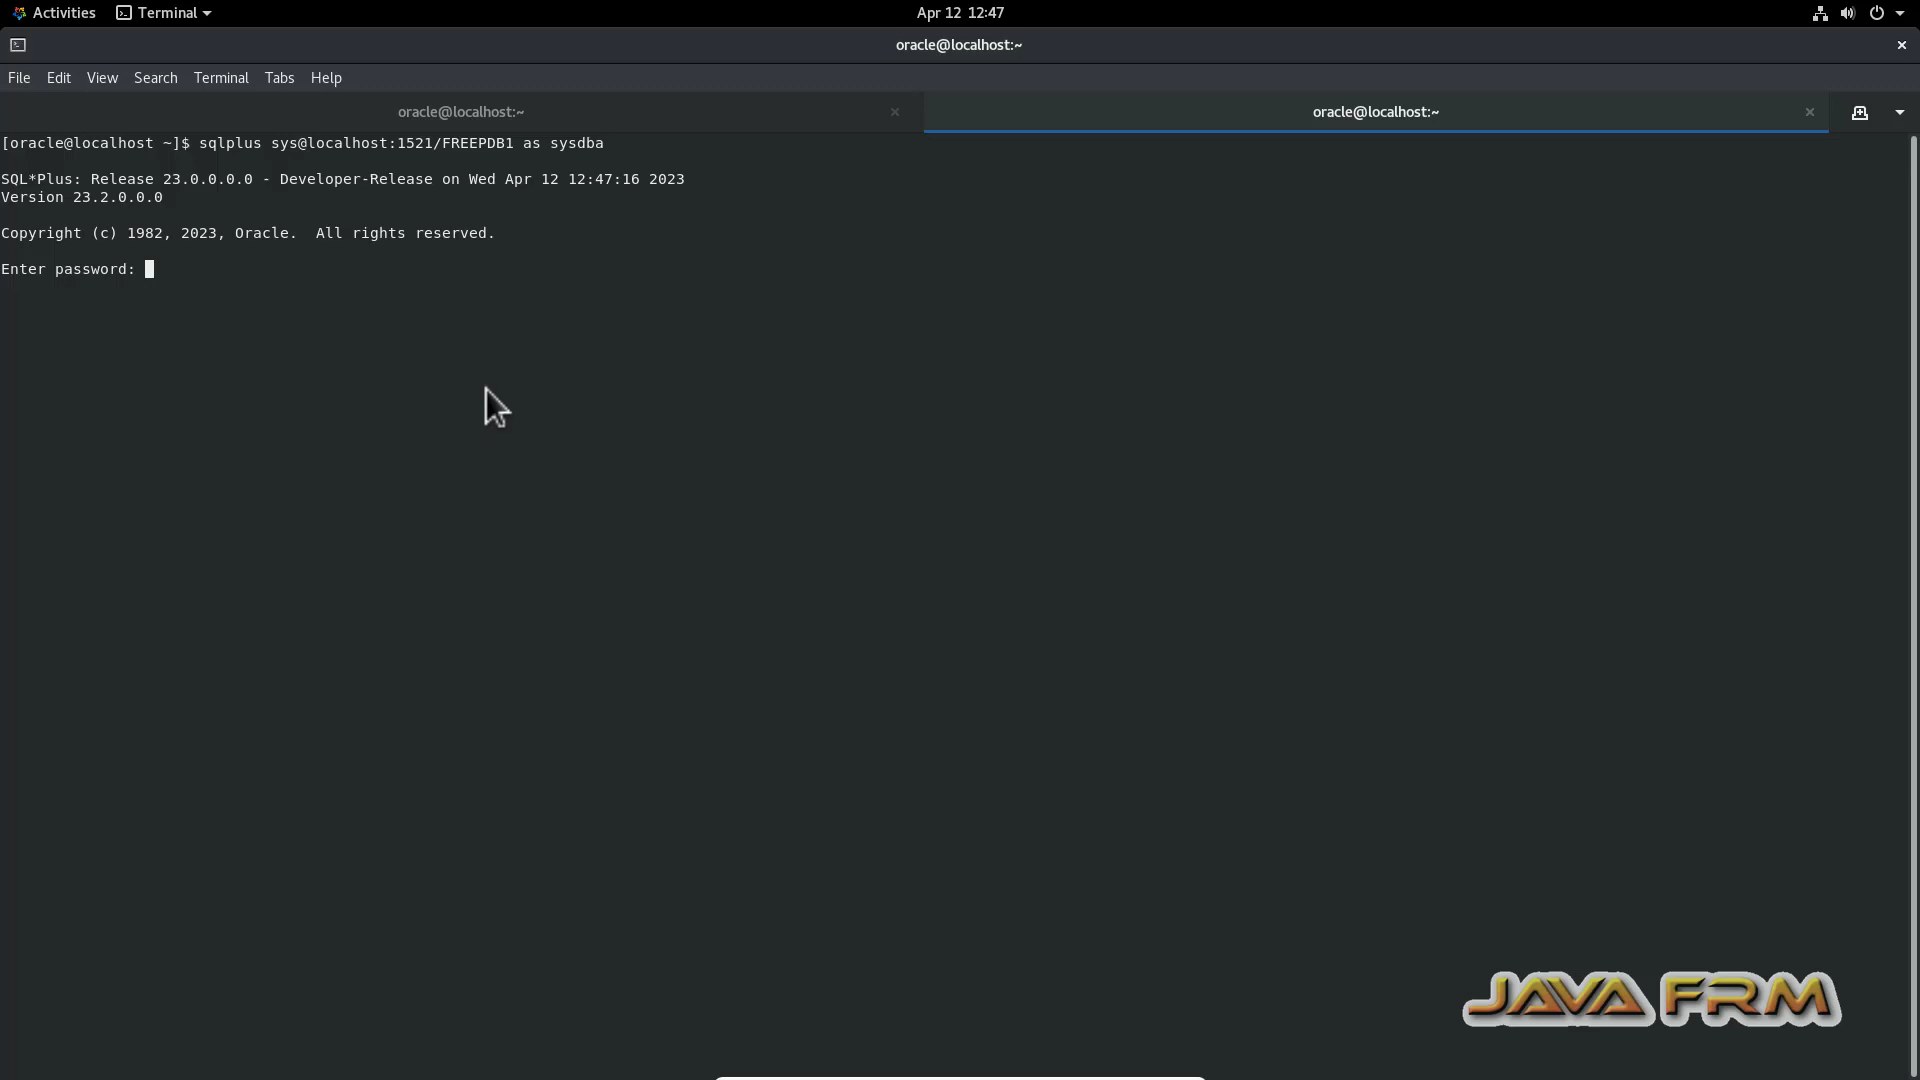 Activities Terminal Apr 12 12:47
oracle@localhost:~
File Edit View Search Terminal Tabs Help
oracle@localhost:~ oracle@localhost:~
[oracle@localhost ~]$ sqlplus sys@localhost:1521/FREEPDB1 as sysdba
SQL*Plus: Release 23.0.0.0.0 - Developer-Release on Wed Apr 12 12:47:16 2023
Version 23.2.0.0.0
Copyright (c) 1982, 2023, Oracle.  All rights reserved.
Enter password:
JAVA FRM